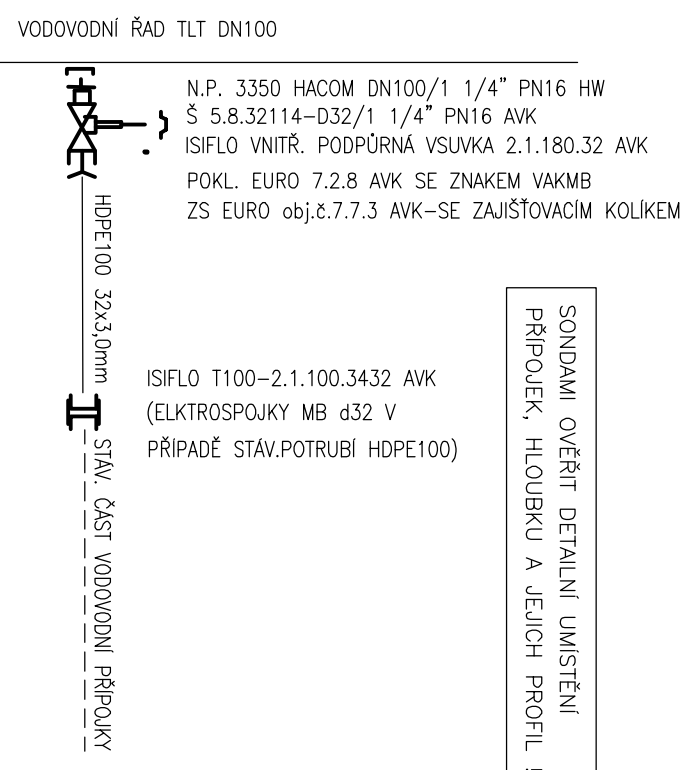 VODOVODNÍ ŘAD TLT DN100
N.P. 3350 HACOM DN100/1 1/4” PN16 HW
Š 5.8.32114–D32/1 1/4” PN16 AVK
ISIFLO VNITŘ. PODPŮRNÁ VSUVKA 2.1.180.32 AVK
POKL. EURO 7.2.8 AVK SE ZNAKEM VAKMB
ZS EURO obj.č.7.7.3 AVK–SE ZAJIŠŤOVACÍM KOLÍKEM
HDPE100 32x3,0mm
ISIFLO T100–2.1.100.3432 AVK
(ELKTROSPOJKY MB d32 V
PŘÍPADĚ STÁV.POTRUBÍ HDPE100)
STÁV. ČÁST VODOVODNÍ PŘÍPOJKY
SONDAMI OVĚŘIT DETAILNÍ UMÍSTĚNÍ
PŘÍPOJEK, HLOUBKU A JEJICH PROFIL